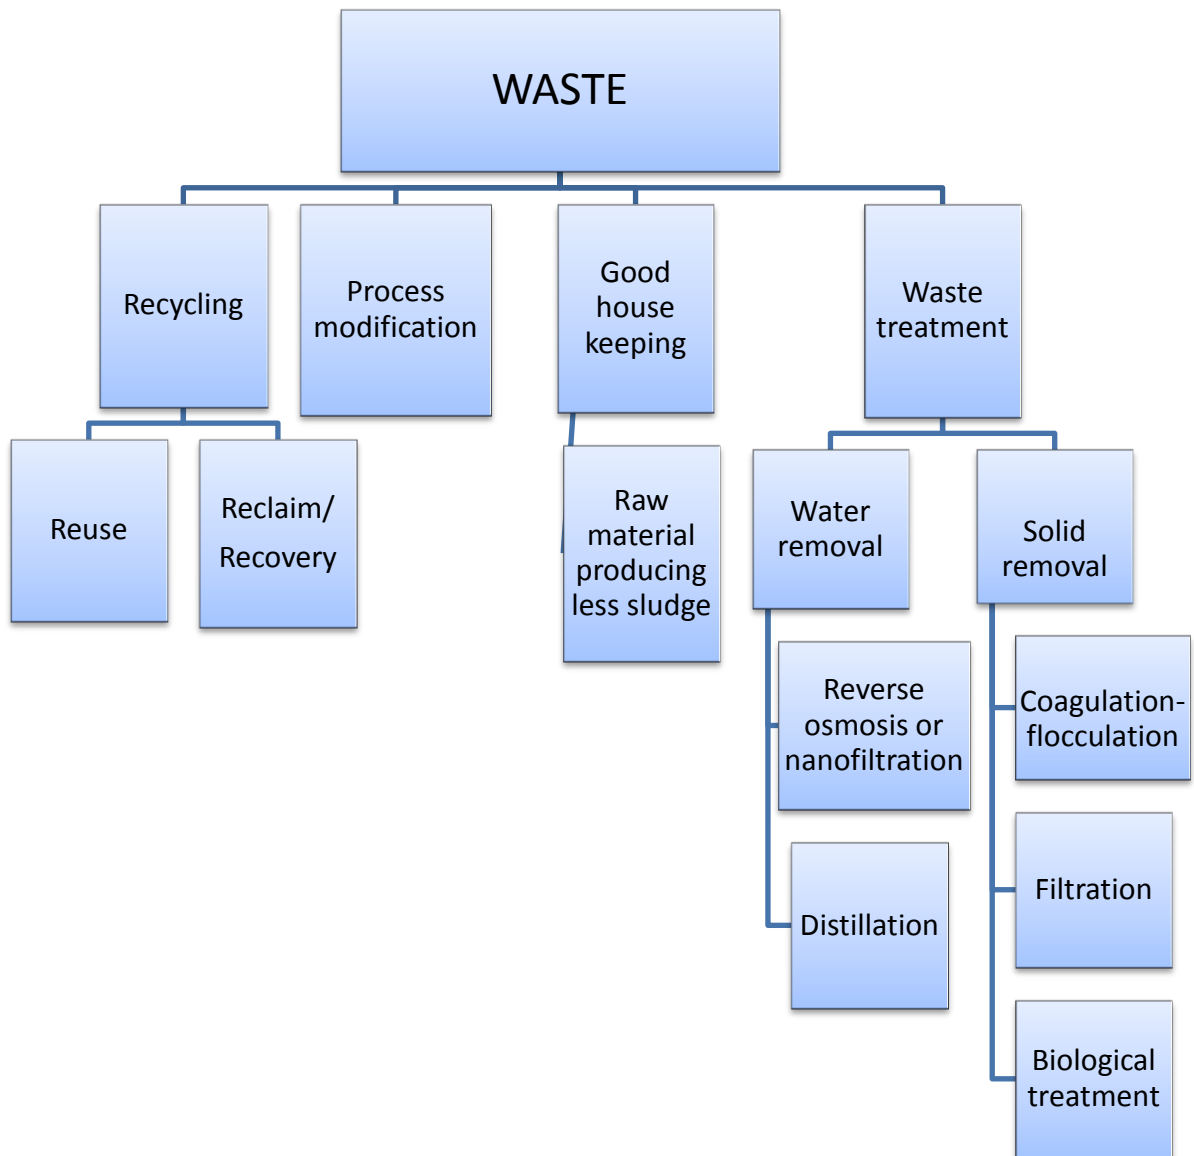 WASTE
Recycling
Process
modification
Good
house
keeping
Waste
treatment
Reuse
Reclaim/
Recovery
Raw
material
producing
less sludge
Water
removal
Solid
removal
Reverse
osmosis or
nanofiltration
Distillation
Coagulation-
flocculation
Filtration
Biological
treatment